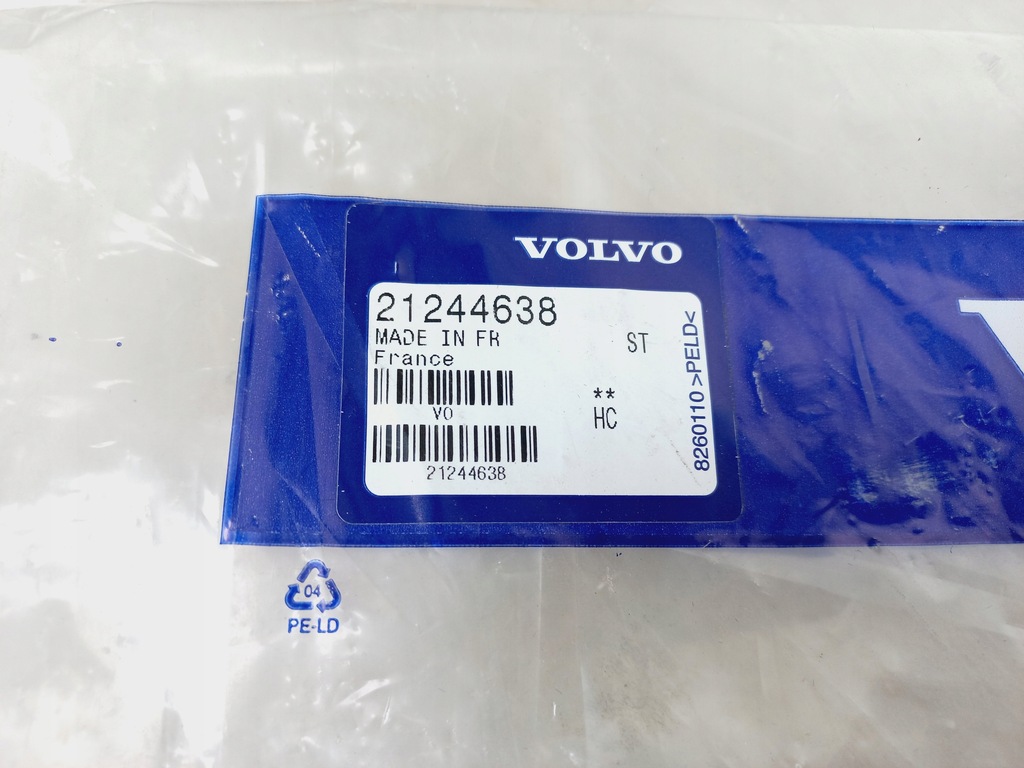 VOLVO
21244638
MADE IN FR
France
ST
VO
**
HC
21244638
8260110 >PELD<
04
PE-LD